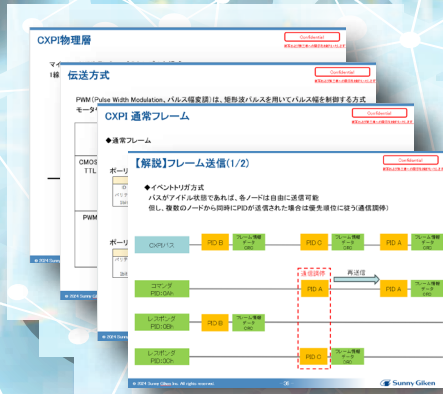 CXPI物理層
Confidential
伝送方式
Confidential
PWM(Pulse Width Modulation、パルス幅変調)は、矩形波パルスを用いてパルス幅を制御する方式
モータ
CMOS
TTL
PWM
CXPI 通常フレーム
Confidential
◆通常フレーム
ポーリ
ポーリ
【解説】フレーム送信(1/2)
Confidential
◆イベントトリガ方式
バスがアイドル状態であれば、各ノードは自由に送信可能
但し、複数のノードから同時にPIDが送信された場合は優先順位に従う(通信調停)
CXPIバス
PID B
フレーム情報
データ
CRC
PID C
フレーム情報
データ
CRC
PID A
フレーム情報
データ
CRC
通信調停
再送信
コマンダ
PID:0Ah
PID A
PID A
フレーム情報
データ
CRC
レスポンダ
PID:0Bh
PID B
フレーム情報
データ
CRC
レスポンダ
PID:0Ch
PID C
フレーム情報
データ
CRC
© 2024 Sunny Giken Inc. All rights reserved.
Sunny Giken